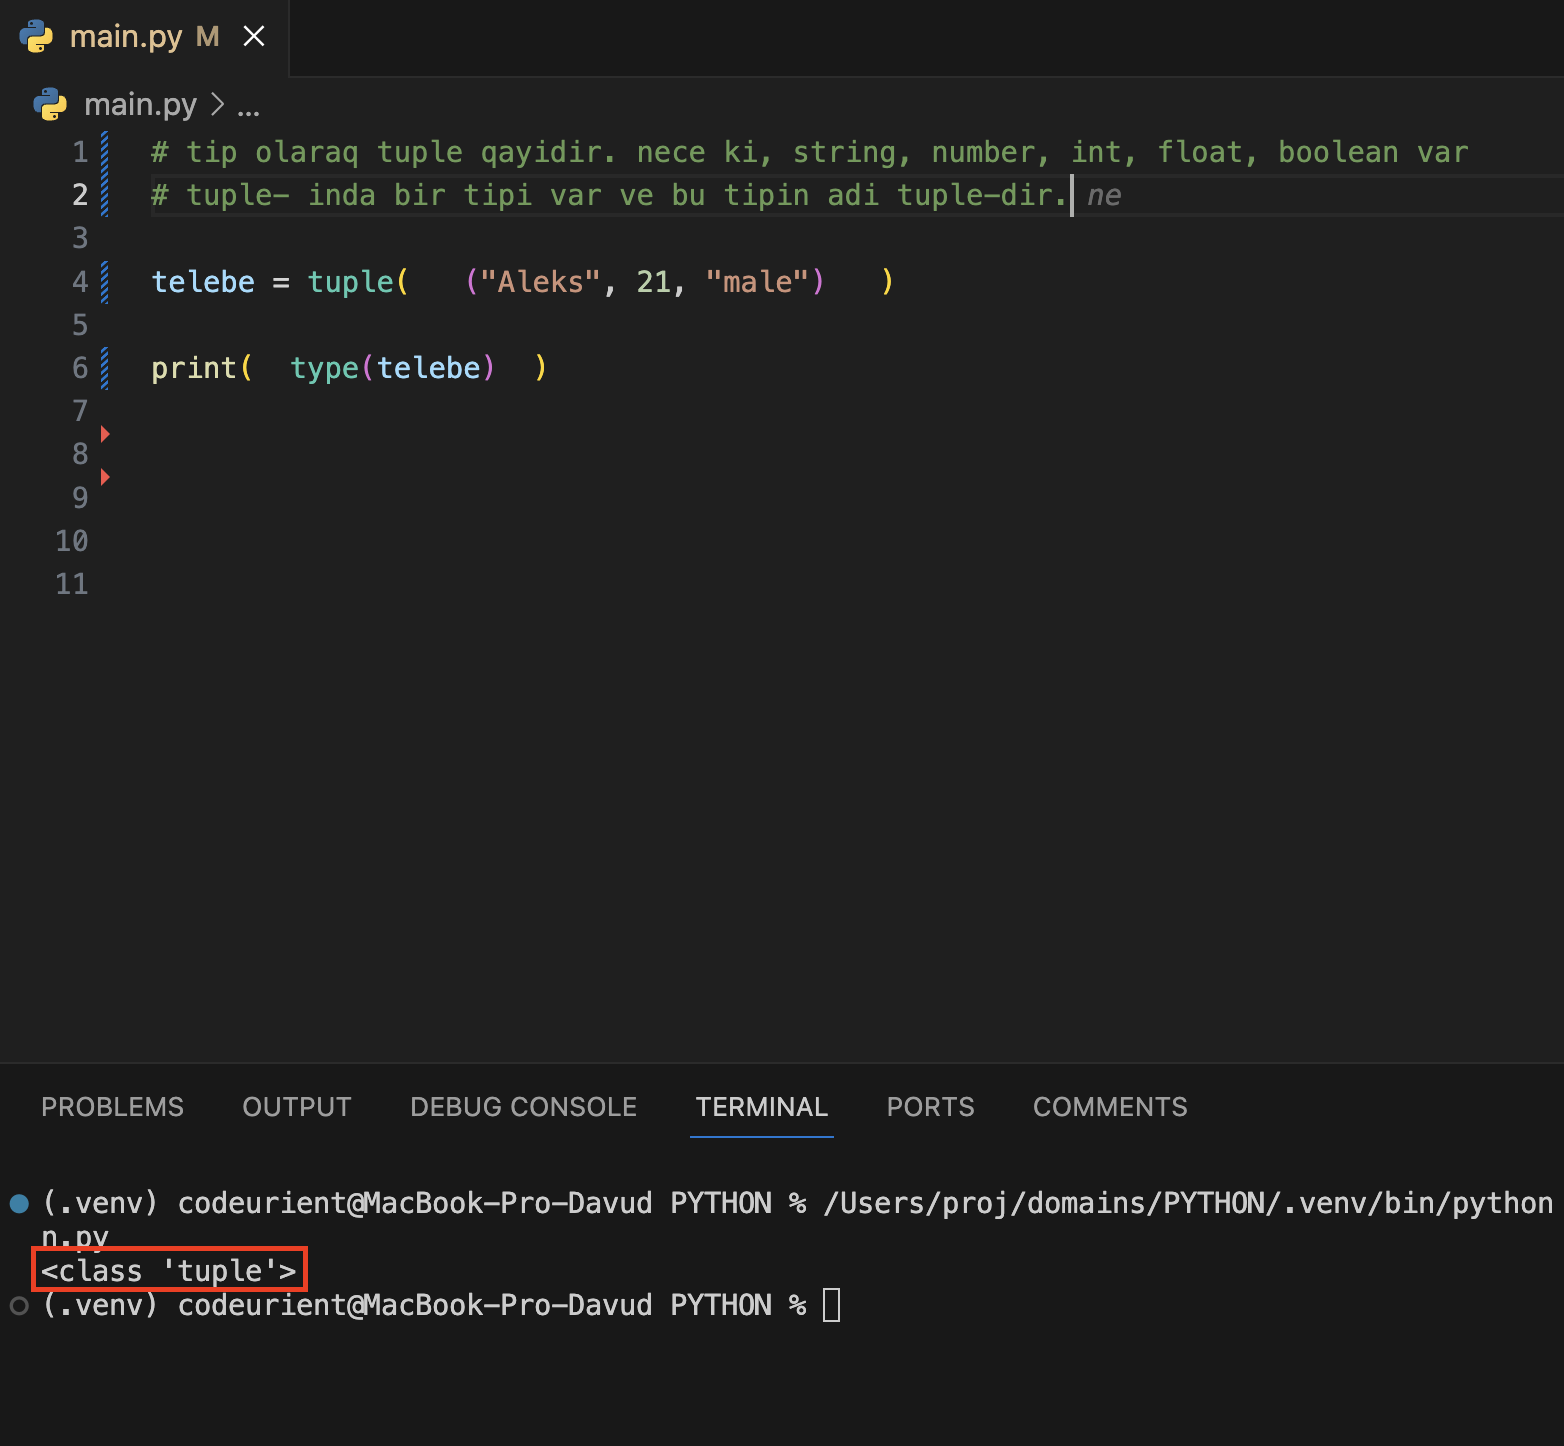 main.py M
main.py > ...
1 # tip olaraq tuple qayidir. nece ki, string, number, int, float, boolean var
2 # tuple- inda bir tipi var ve bu tipin adi tuple-dir. ne
3
4 telebe = tuple(   ("Aleks", 21, "male")   )
5
6 print(  type(telebe)  )
7
8
9
10
11
PROBLEMS OUTPUT DEBUG CONSOLE TERMINAL PORTS COMMENTS
(.venv) codeurient@MacBook-Pro-Davud PYTHON % /Users/proj/domains/PYTHON/.venv/bin/python
n.py
<class 'tuple'>
(.venv) codeurient@MacBook-Pro-Davud PYTHON %